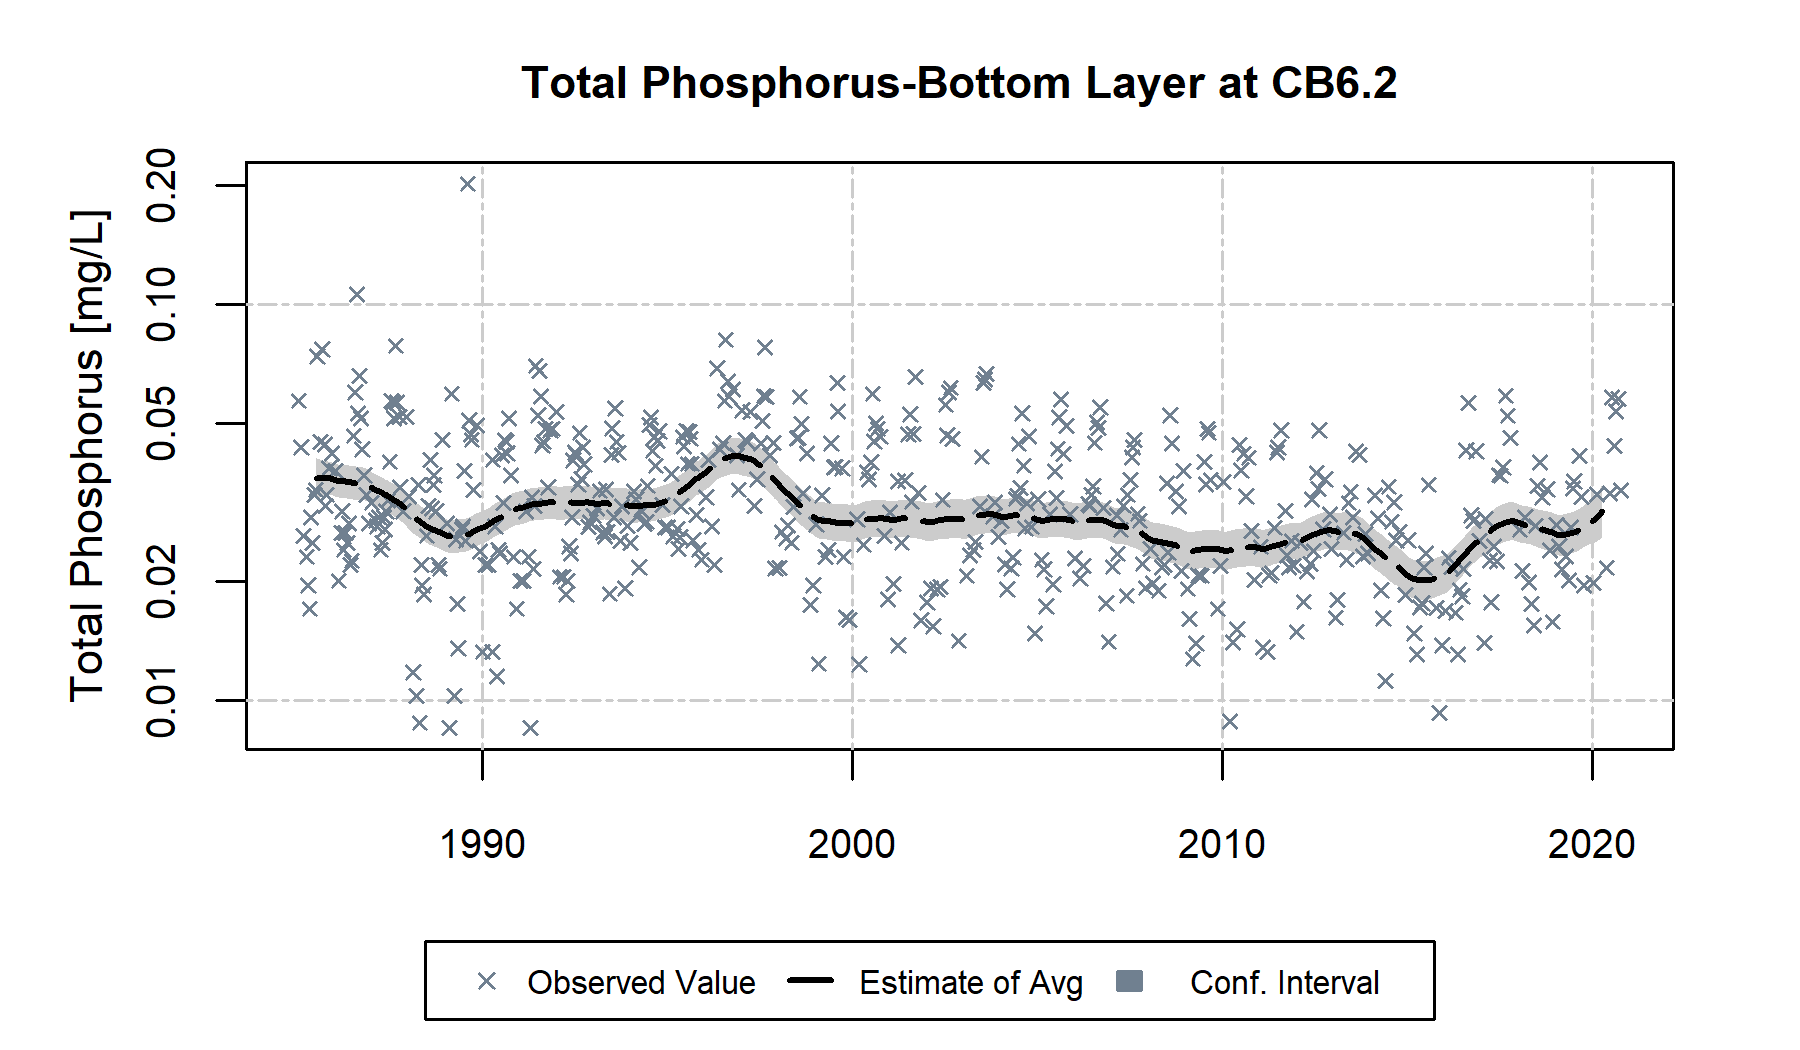 Total Phosphorus-Bottom Layer at CB6.2
Total Phosphorus [mg/L]
0.20
0.10
0.05
0.02
0.01
1990 2000 2010 2020
Observed Value Estimate of Avg Conf. Interval